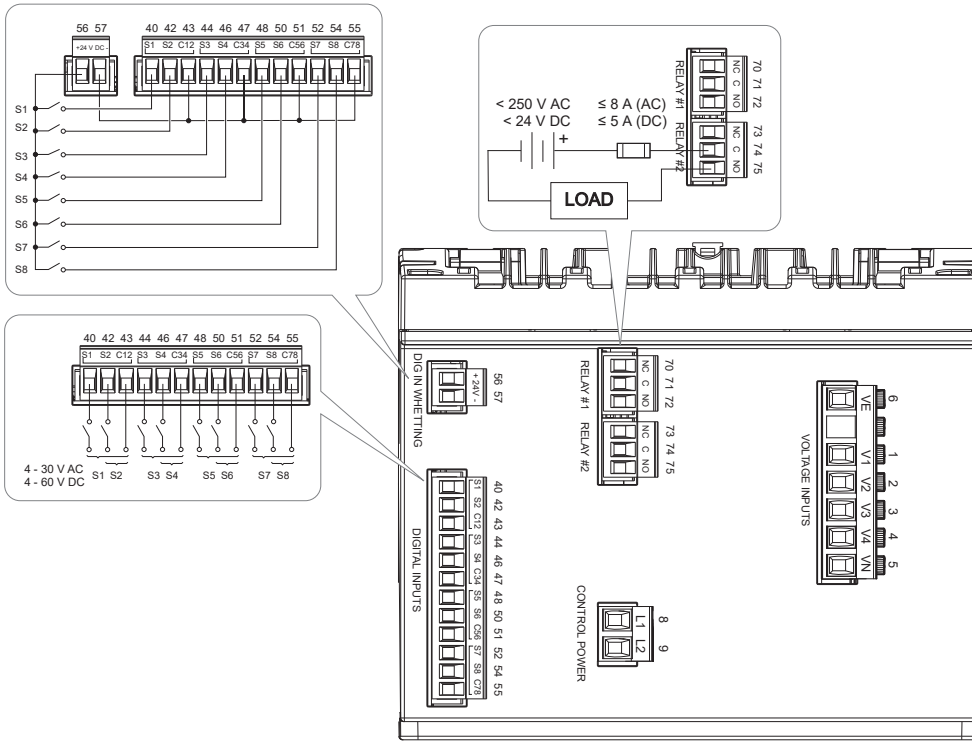 56 57
+24 V DC -
40 42 43 44 46 47 48 50 51 52 54 55
S1 S2 C12 S3 S4 C34 S5 S6 C56 S7 S8 C78
S1
S2
S3
S4
S5
S6
S7
S8
< 250 V AC
< 24 V DC
≤ 8 A (AC)
≤ 5 A (DC)
+
LOAD
RELAY #1
NC C NO
70 71 72
RELAY #2
NC C NO
73 74 75
40 42 43 44 46 47 48 50 51 52 54 55
S1 S2 C12 S3 S4 C34 S5 S6 C56 S7 S8 C78
4 - 30 V AC
4 - 60 V DC
S1 S2
S3 S4
S5 S6
S7 S8
DIG IN WHETTING
+ 24V -
56 57
RELAY #1
NC C NO
70 71 72
RELAY #2
NC C NO
73 74 75
DIGITAL INPUTS
S1 S2 C12 S3 S4 C34 S5 S6 C56 S7 S8 C78
40 42 43 44 46 47 48 50 51 52 54 55
CONTROL POWER
L1 L2
8 9
VOLTAGE INPUTS
VE V1 V2 V3 V4 VN
6 1 2 3 4 5